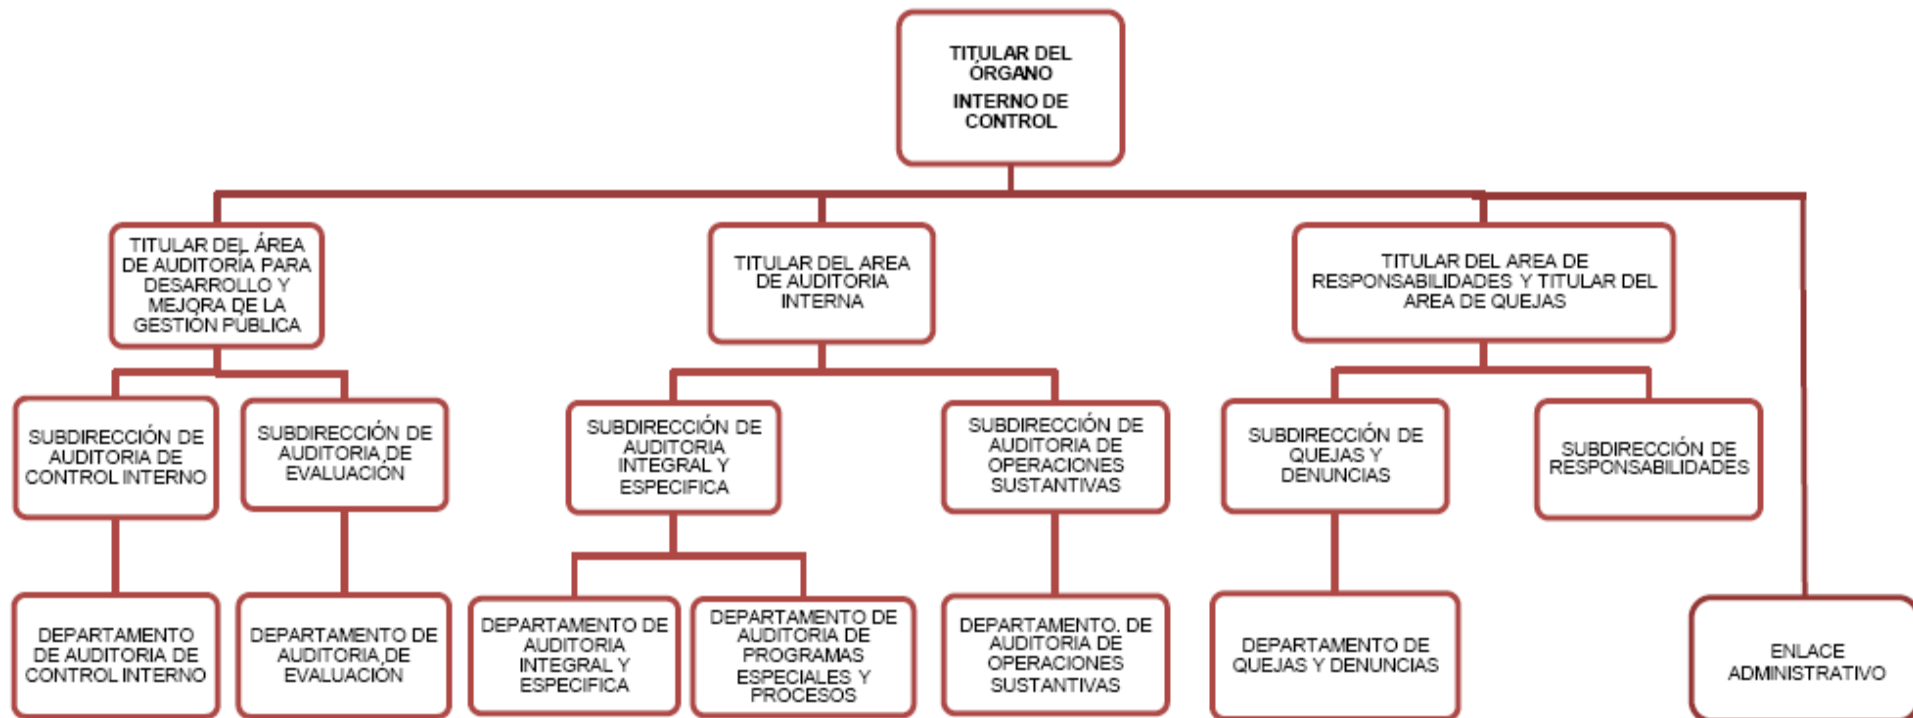 TITULAR DEL
ÓRGANO
INTERNO DE
CONTROL
TITULAR DEL ÁREA
DE AUDITORÍA PARA
DESARROLLO Y
MEJORA DE LA
GESTIÓN PÚBLICA
TITULAR DEL AREA
DE AUDITORIA
INTERNA
TITULAR DEL AREA DE
RESPONSABILIDADES Y TITULAR DEL
AREA DE QUEJAS
SUBDIRECCIÓN DE
AUDITORIA DE
CONTROL INTERNO
SUBDIRECCIÓN DE
AUDITORIA DE
EVALUACIÓN
SUBDIRECCIÓN DE
AUDITORIA
INTEGRAL Y
ESPECIFICA
SUBDIRECCIÓN DE
AUDITORIA DE
OPERACIONES
SUSTANTIVAS
SUBDIRECCIÓN DE
QUEJAS Y
DENUNCIAS
SUBDIRECCIÓN DE
RESPONSABILIDADES
DEPARTAMENTO
DE AUDITORIA DE
CONTROL INTERNO
DEPARTAMENTO DE
AUDITORIA DE
EVALUACIÓN
DEPARTAMENTO DE
AUDITORIA
INTEGRAL Y
ESPECIFICA
DEPARTAMENTO DE
AUDITORIA DE
PROGRAMAS
ESPECIALES Y
PROCESOS
DEPARTAMENTO. DE
AUDITORIA DE
OPERACIONES
SUSTANTIVAS
DEPARTAMENTO DE
QUEJAS Y DENUNCIAS
ENLACE
ADMINISTRATIVO